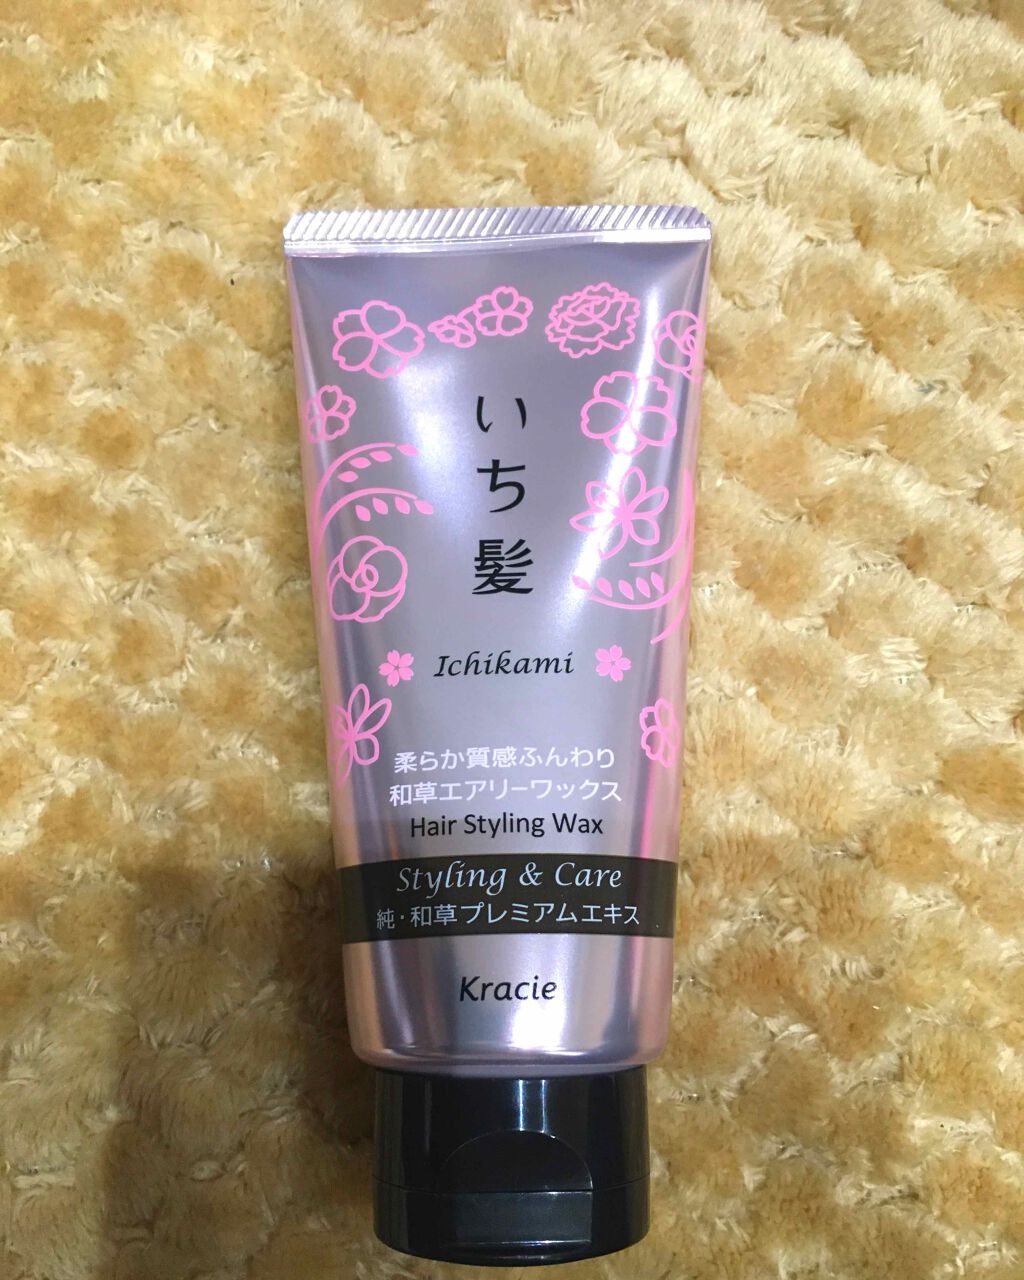 いち髪
Ichikami
柔らか質感ふんわり
和草エアリーワックス
Hair Styling Wax
Styling & Care
純・和草プレミアムエキス
Kracie